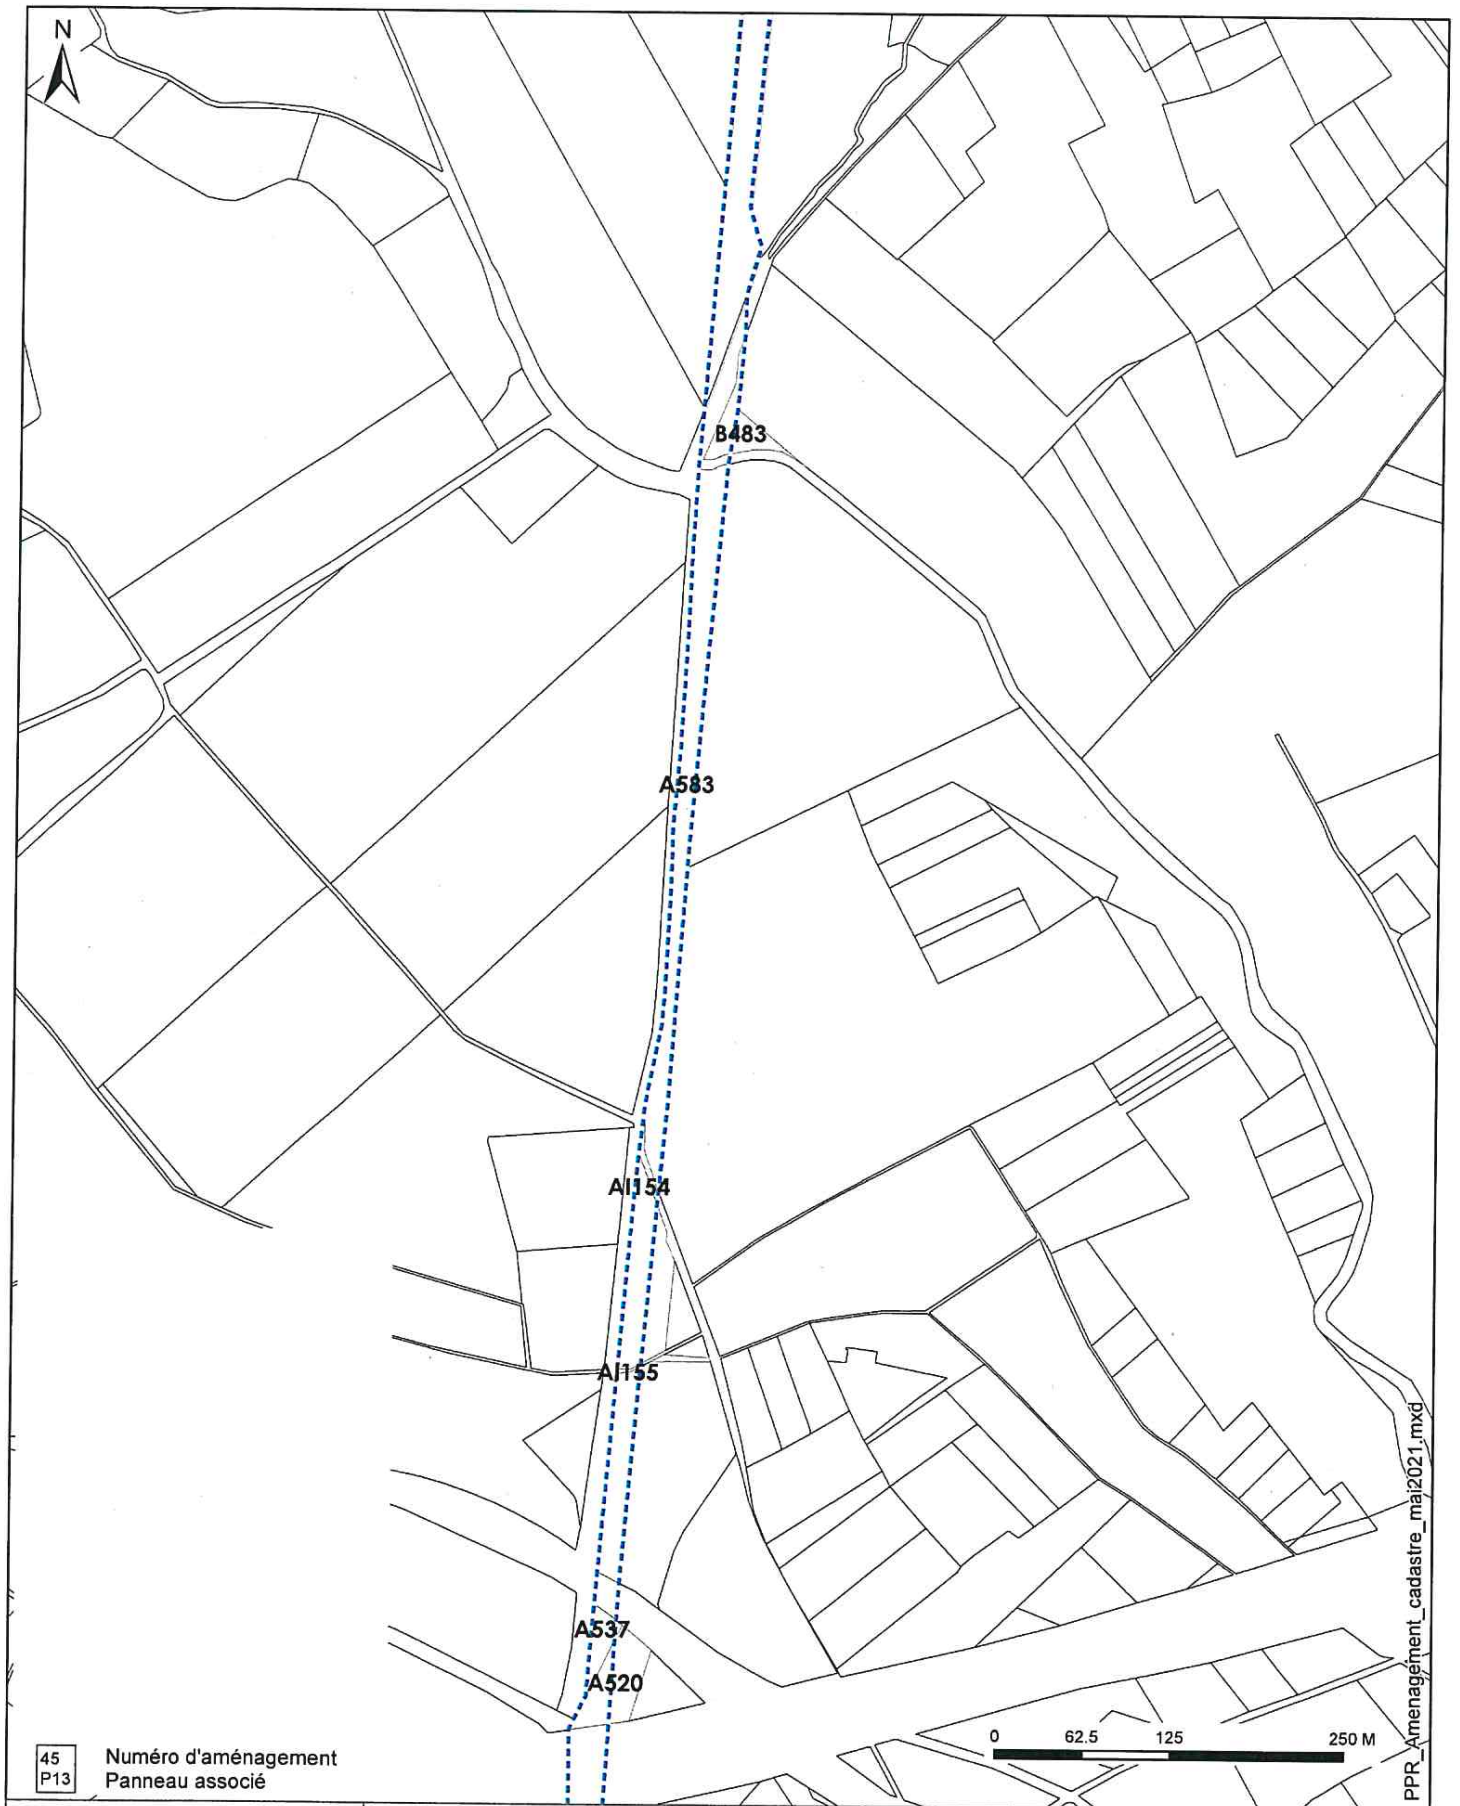 N
B483
A583
AI154
AI155
A537
A520
45
P13
Numéro d'aménagement
Panneau associé
0 62.5 125 250 M
PPR_Amenagement_cadastre_mai2021.mxd